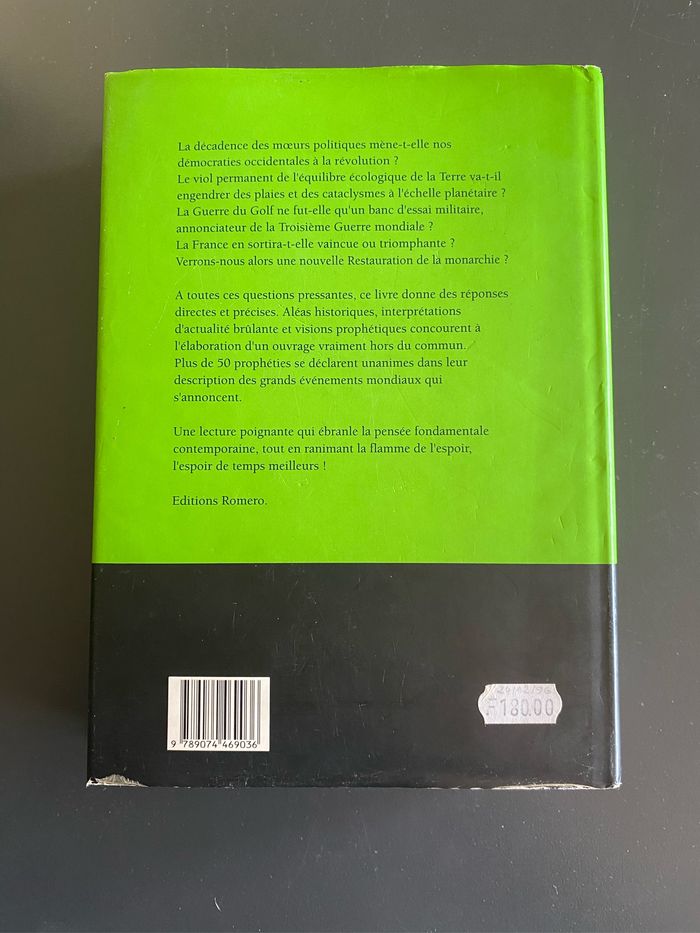 La décadence des mœurs politiques mène-t-elle nos
démocraties occidentales à la révolution ?
Le viol permanent de l'équilibre écologique de la Terre va-t-il
engendrer des plaies et des cataclysmes à l'échelle planétaire ?
La Guerre du Golf ne fut-elle qu'un banc d'essai militaire,
annonciateur de la Troisième Guerre mondiale ?
La France en sortira-t-elle vaincue ou triomphante ?
Verrons-nous alors une nouvelle Restauration de la monarchie ?
A toutes ces questions pressantes, ce livre donne des réponses
directes et précises. Aléas historiques, interprétations
d'actualité brûlante et visions prophétiques concourent à
l'élaboration d'un ouvrage vraiment hors du commun.
Plus de 50 prophéties se déclarent unanimes dans leur
description des grands événements mondiaux qui
s'annoncent.
Une lecture poignante qui ébranle la pensée fondamentale
contemporaine, tout en ranimant la flamme de l'espoir,
l'espoir de temps meilleurs !
Editions Romero.
24/12/96
F180.00
9 789074 469036